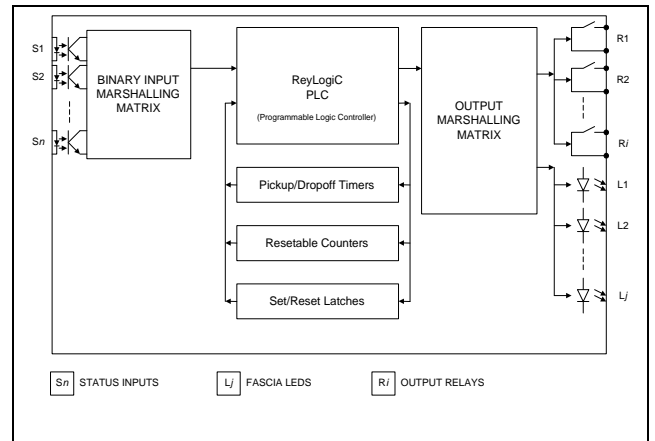 S1
S2
Sn
BINARY INPUT
MARSHALLING
MATRIX
ReyLogiC
PLC
(Programmable Logic Controller)
Pickup/Dropoff Timers
Resetable Counters
Set/Reset Latches
OUTPUT
MARSHALLING
MATRIX
R1
R2
Ri
L1
L2
Lj
Sn STATUS INPUTS
Lj FASCIA LEDS
Ri OUTPUT RELAYS